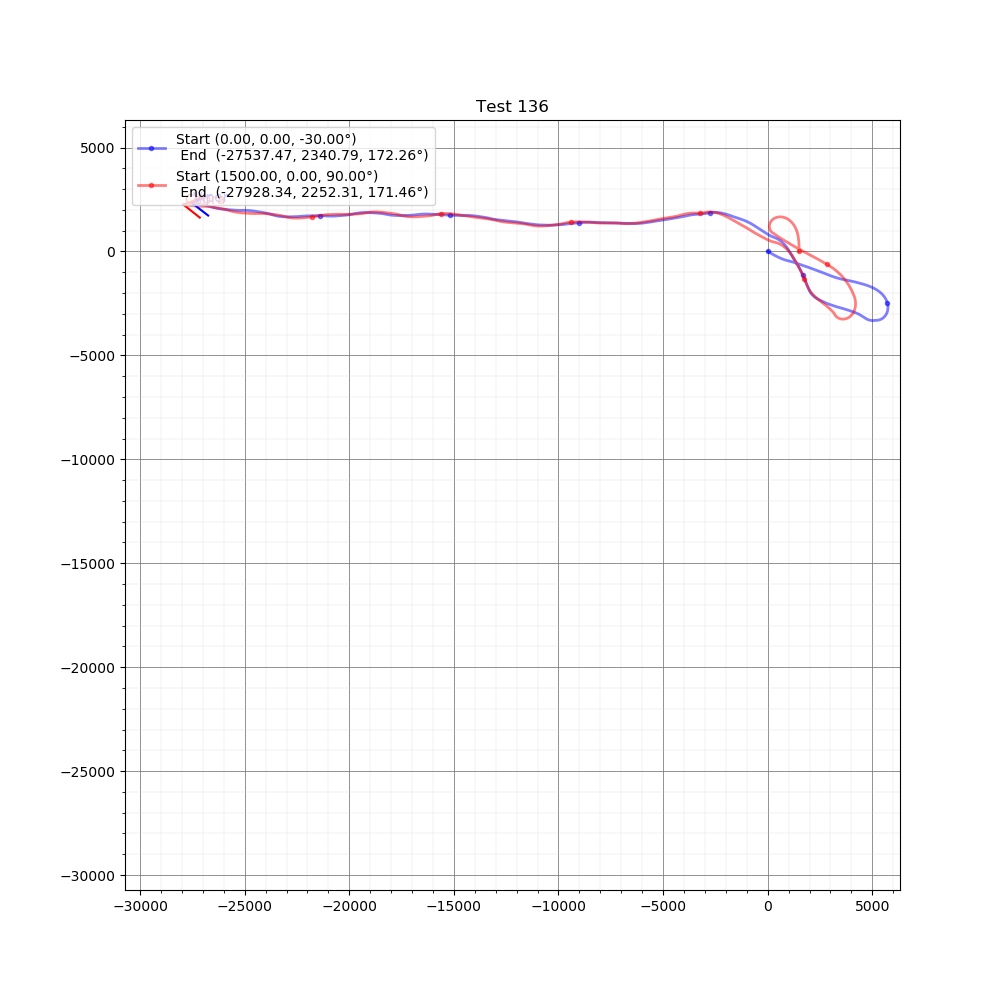 Test 136
Start (0.00, 0.00, -30.00°)
End  (-27537.47, 2340.79, 172.26°)
Start (1500.00, 0.00, 90.00°)
End  (-27928.34, 2252.31, 171.46°)
5000
0
−5000
−10000
−15000
−20000
−25000
−30000
−30000 −25000 −20000 −15000 −10000 −5000 0 5000